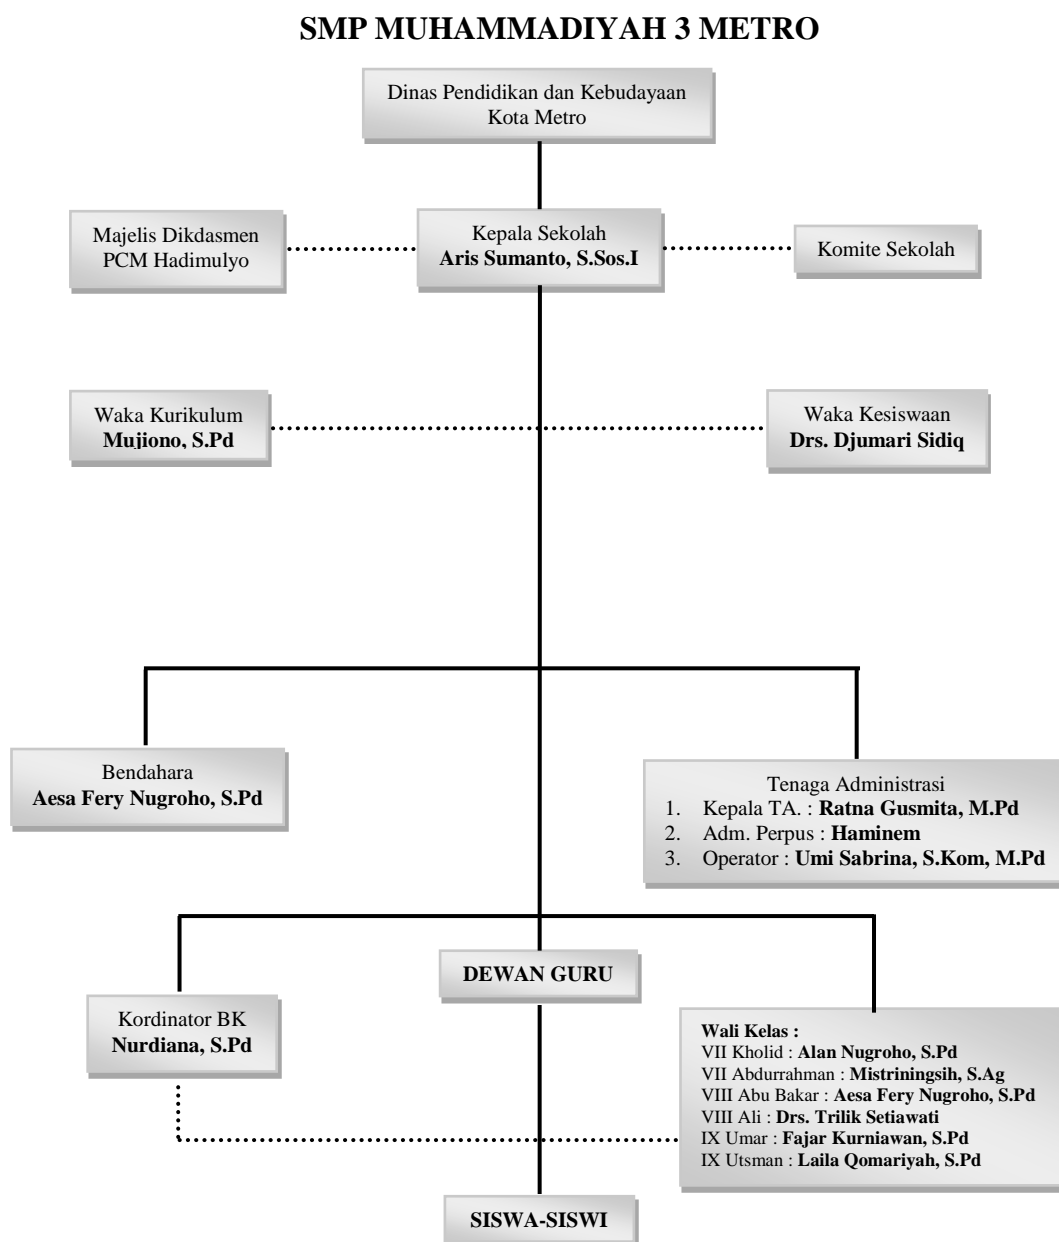 SMP MUHAMMADIYAH 3 METRO
Dinas Pendidikan dan Kebudayaan
Kota Metro
Majelis Dikdasmen
PCM Hadimulyo
Kepala Sekolah
Aris Sumanto, S.Sos.I
Komite Sekolah
Waka Kurikulum
Mujiono, S.Pd
Waka Kesiswaan
Drs. Djumari Sidiq
Bendahara
Aesa Fery Nugroho, S.Pd
Tenaga Administrasi
1. Kepala TA. : Ratna Gusmita, M.Pd
2. Adm. Perpus : Haminem
3. Operator : Umi Sabrina, S.Kom, M.Pd
DEWAN GURU
Kordinator BK
Nurdiana, S.Pd
Wali Kelas :
VII Kholid : Alan Nugroho, S.Pd
VII Abdurrahman : Mistriningsih, S.Ag
VIII Abu Bakar : Aesa Fery Nugroho, S.Pd
VIII Ali : Drs. Trilik Setiawati
IX Umar : Fajar Kurniawan, S.Pd
IX Utsman : Laila Qomariyah, S.Pd
SISWA-SISWI